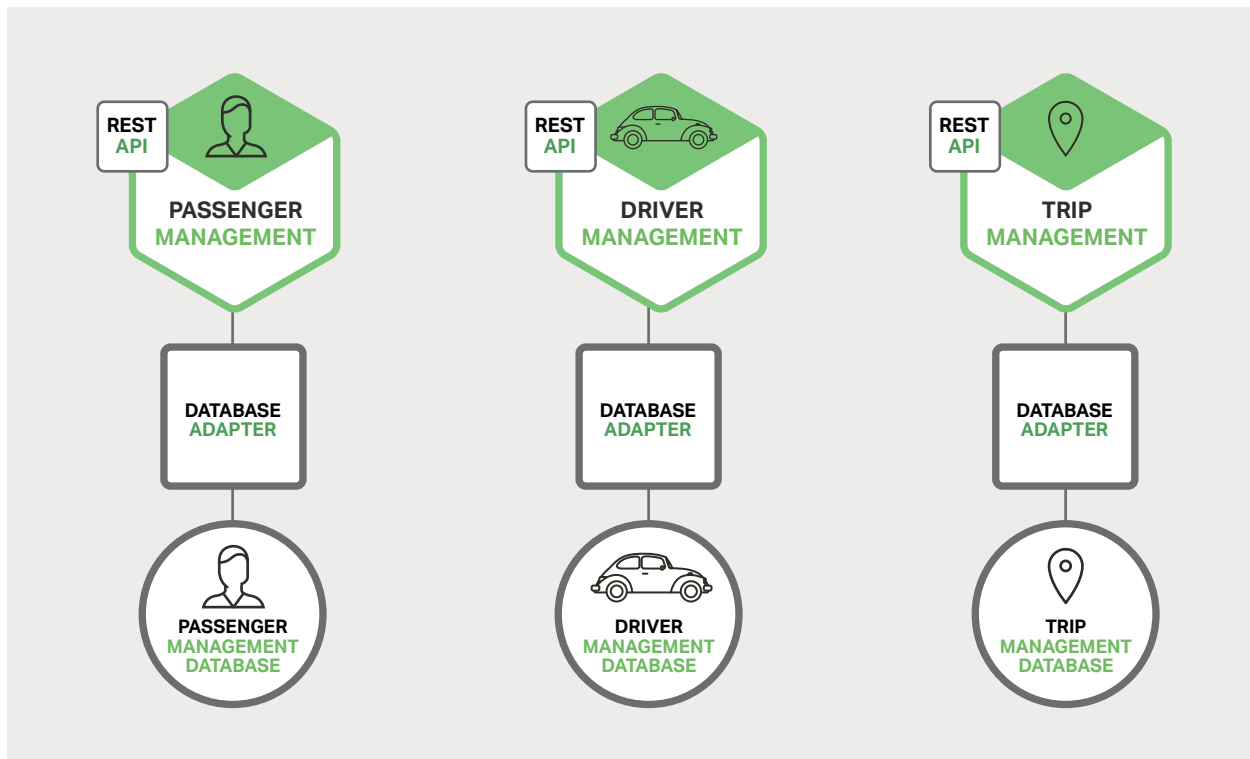 REST
API
PASSENGER
MANAGEMENT
DATABASE
ADAPTER
PASSENGER
MANAGEMENT
DATABASE
REST
API
DRIVER
MANAGEMENT
DATABASE
ADAPTER
DRIVER
MANAGEMENT
DATABASE
REST
API
TRIP
MANAGEMENT
DATABASE
ADAPTER
TRIP
MANAGEMENT
DATABASE